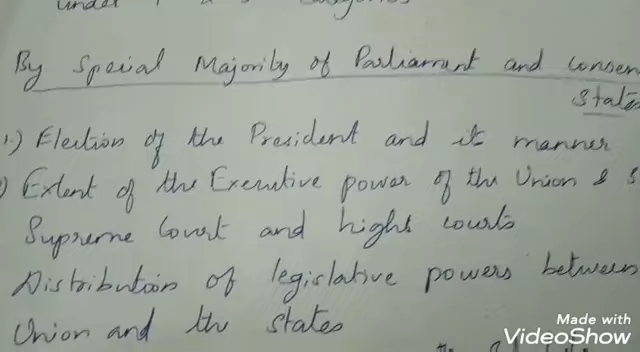 under
By Special Majority of Parliament and consen
states
1.) Election of the President and its manner
) Extent of the Executive power of the Union & s
Supreme Court and high courts
Distribution of legislative powers between
Union and the states
Made with
VideoShow